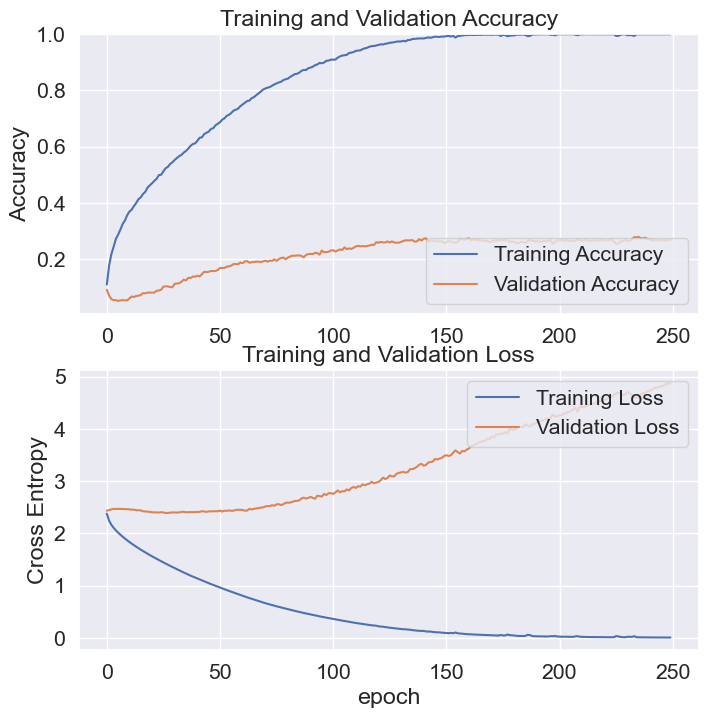 Training and Validation Accuracy
Accuracy
1.0
0.8
0.6
0.4
0.2
Training Accuracy
Validation Accuracy
0 50 100 150 200 250
Training and Validation Loss
Cross Entropy
5
4
3
2
1
0
Training Loss
Validation Loss
0 50 100 150 200 250
epoch